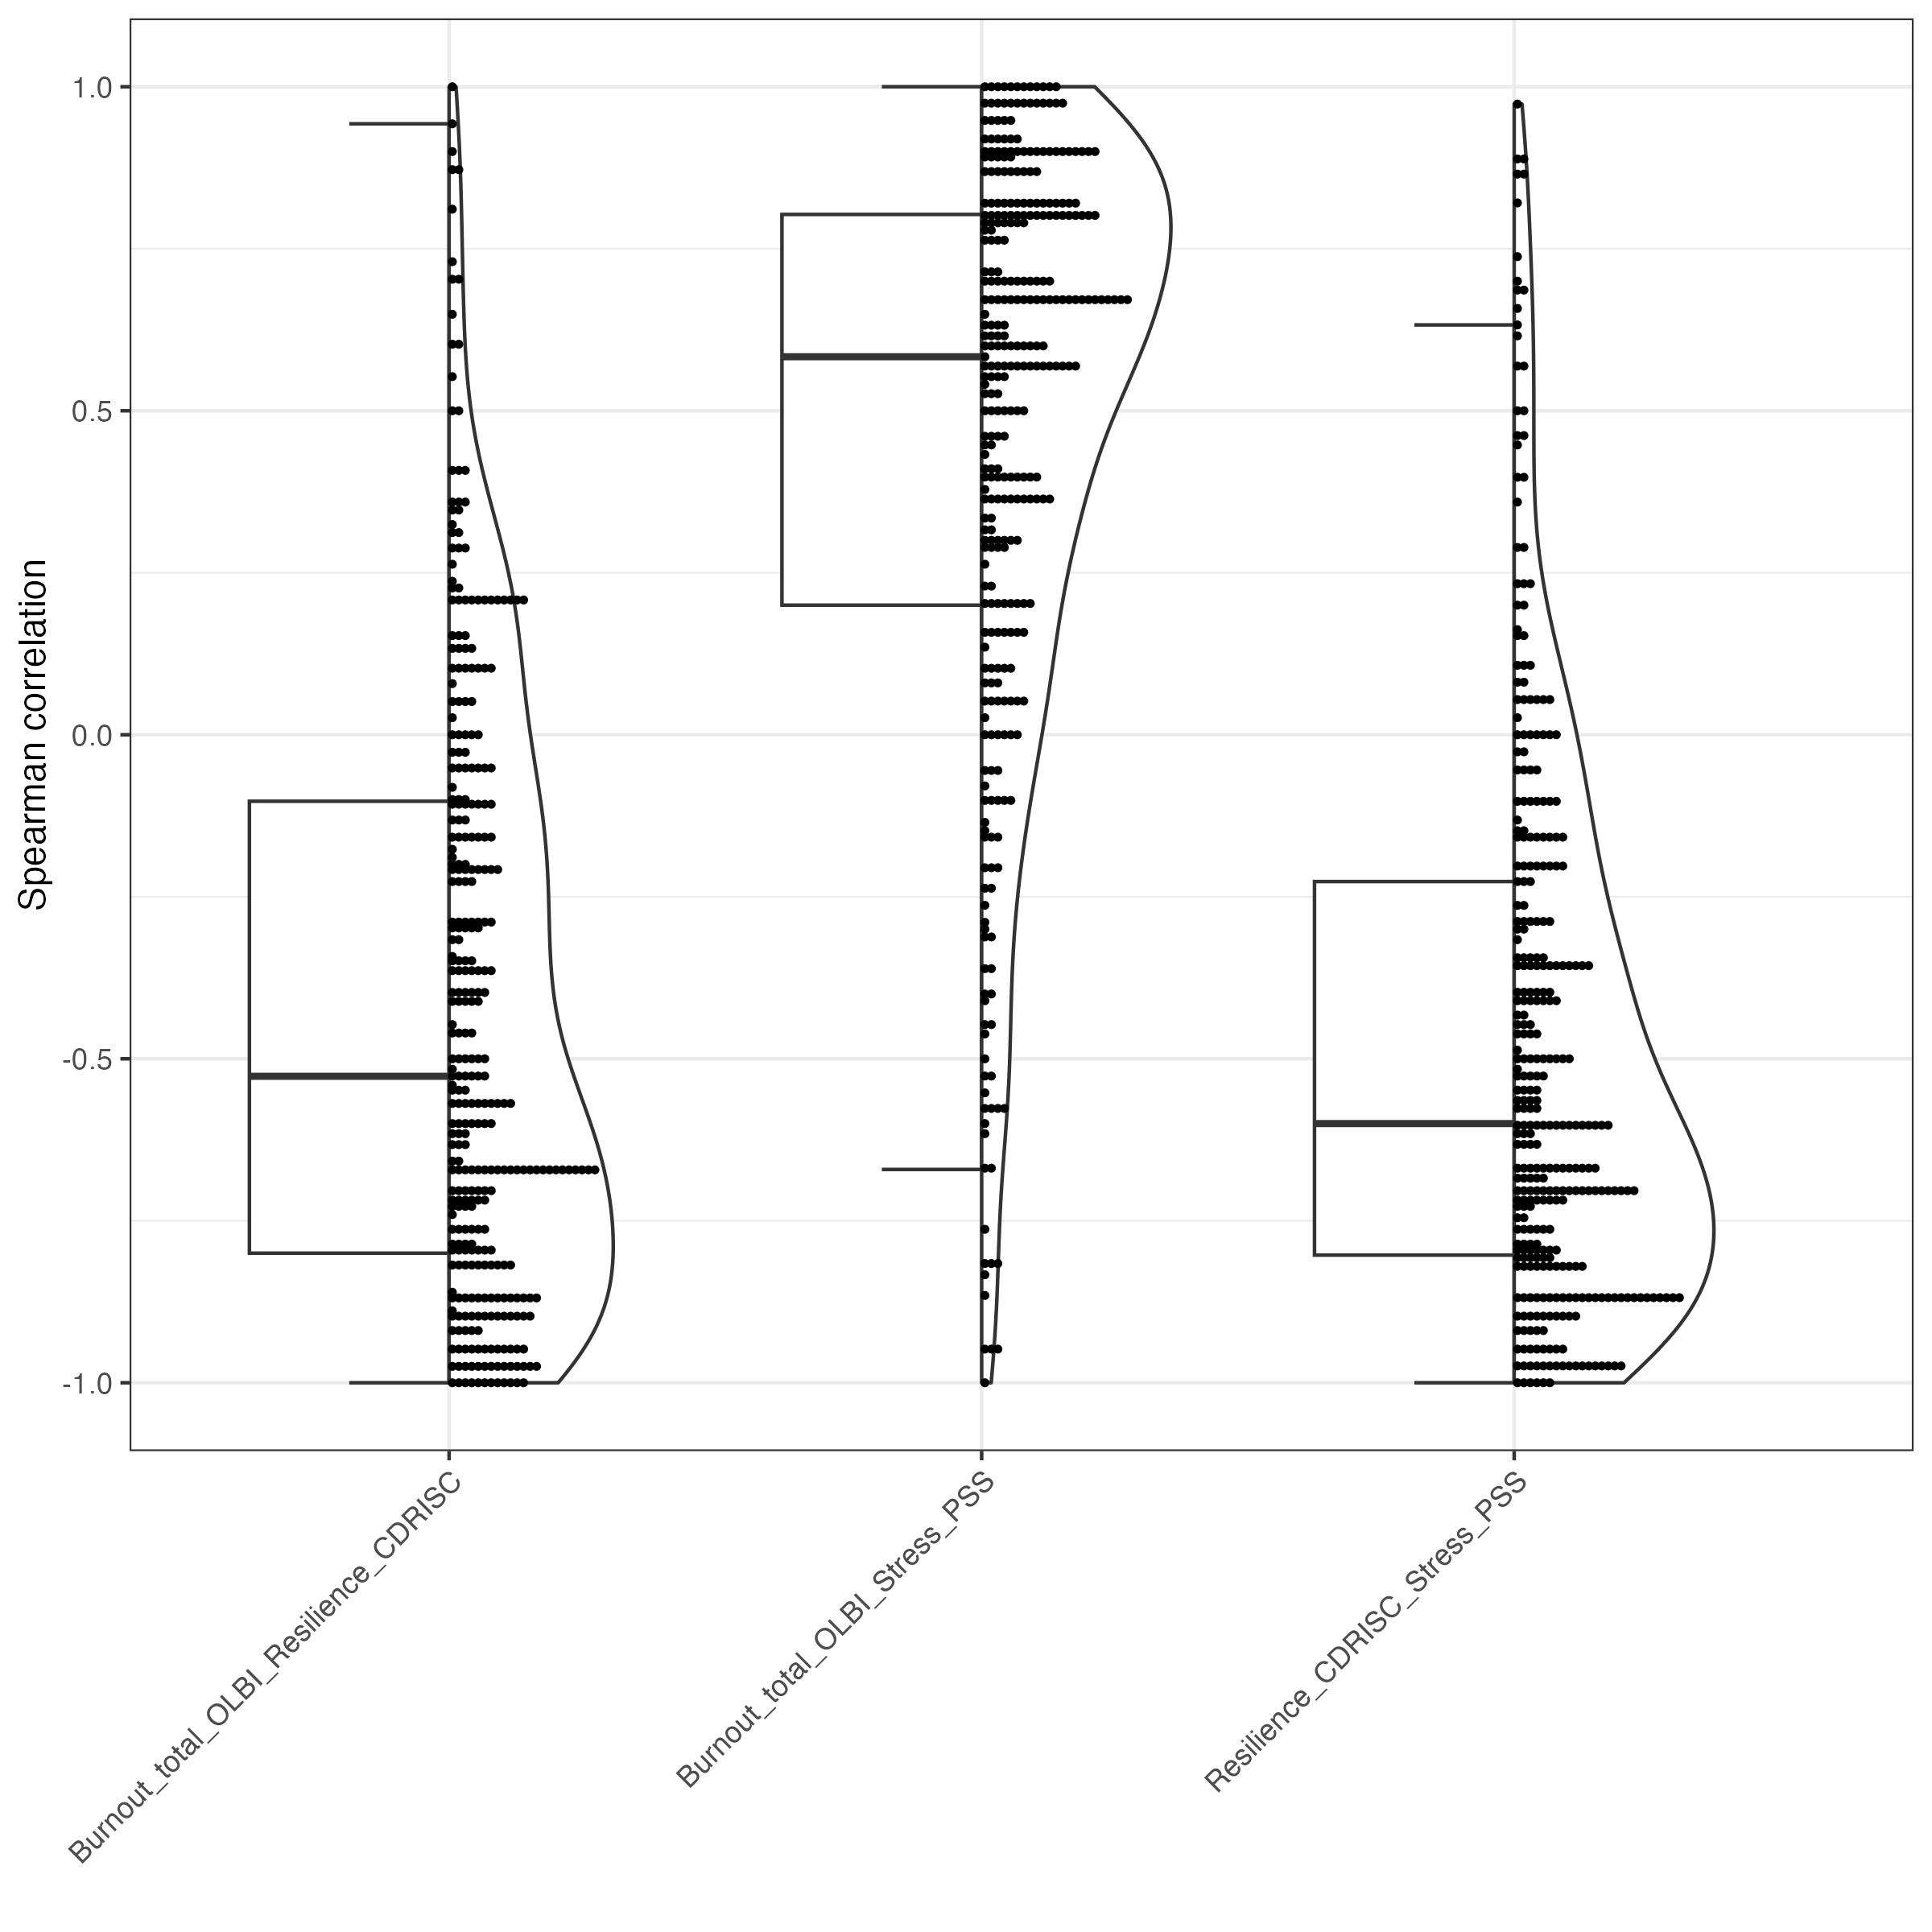 Spearman correlation
1.0
0.5
0.0
-0.5
-1.0
Burnout_total_OLBI_Resilience_CDRISC
Burnout_total_OLBI_Stress_PSS
Resilience_CDRISC_Stress_PSS